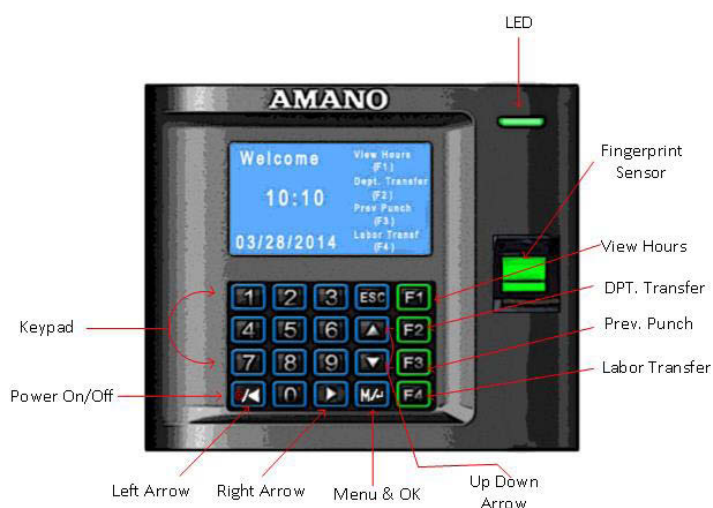 LED
AMANO
Fingerprint
Sensor
Welcome
View Hours
(F1)
Dept. Transfer
(F2)
10:10
Prev Punch
(F3)
03/28/2014
Labor Transf
(F4)
View Hours
DPT. Transfer
Prev. Punch
Labor Transfer
Keypad
1 2 3 ESC F1
4 5 6 F2
7 8 9 F3
0 M/ F4
Power On/Off
Left Arrow
Right Arrow
Menu & OK
Up Down
Arrow